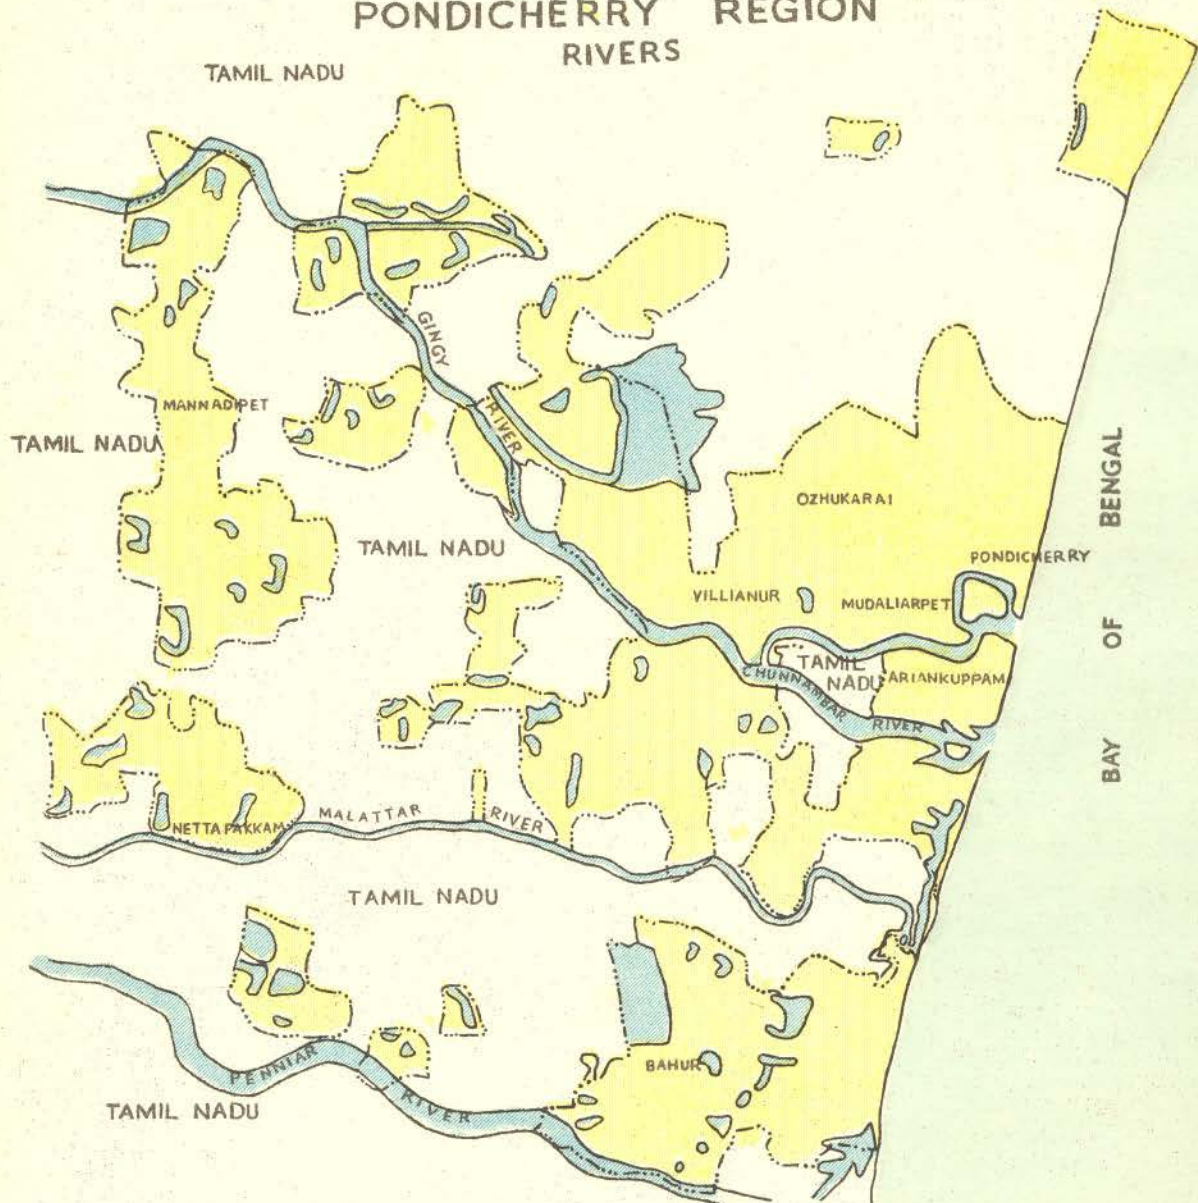 PONDICHERRY REGION
RIVERS
TAMIL NADU
GINGY
RIVER
MANNADIPET
TAMIL NADU
OZHUKARAI
BAY OF BENGAL
TAMIL NADU
PONDICHERRY
VILLIANUR
MUDALIARPET
TAMIL
NADU
ARIANKUPPAM
CHUNNAMBAR RIVER
MALATTAR RIVER
NETTAPAKKAM
TAMIL NADU
BAHUR
PENNIAR RIVER
TAMIL NADU